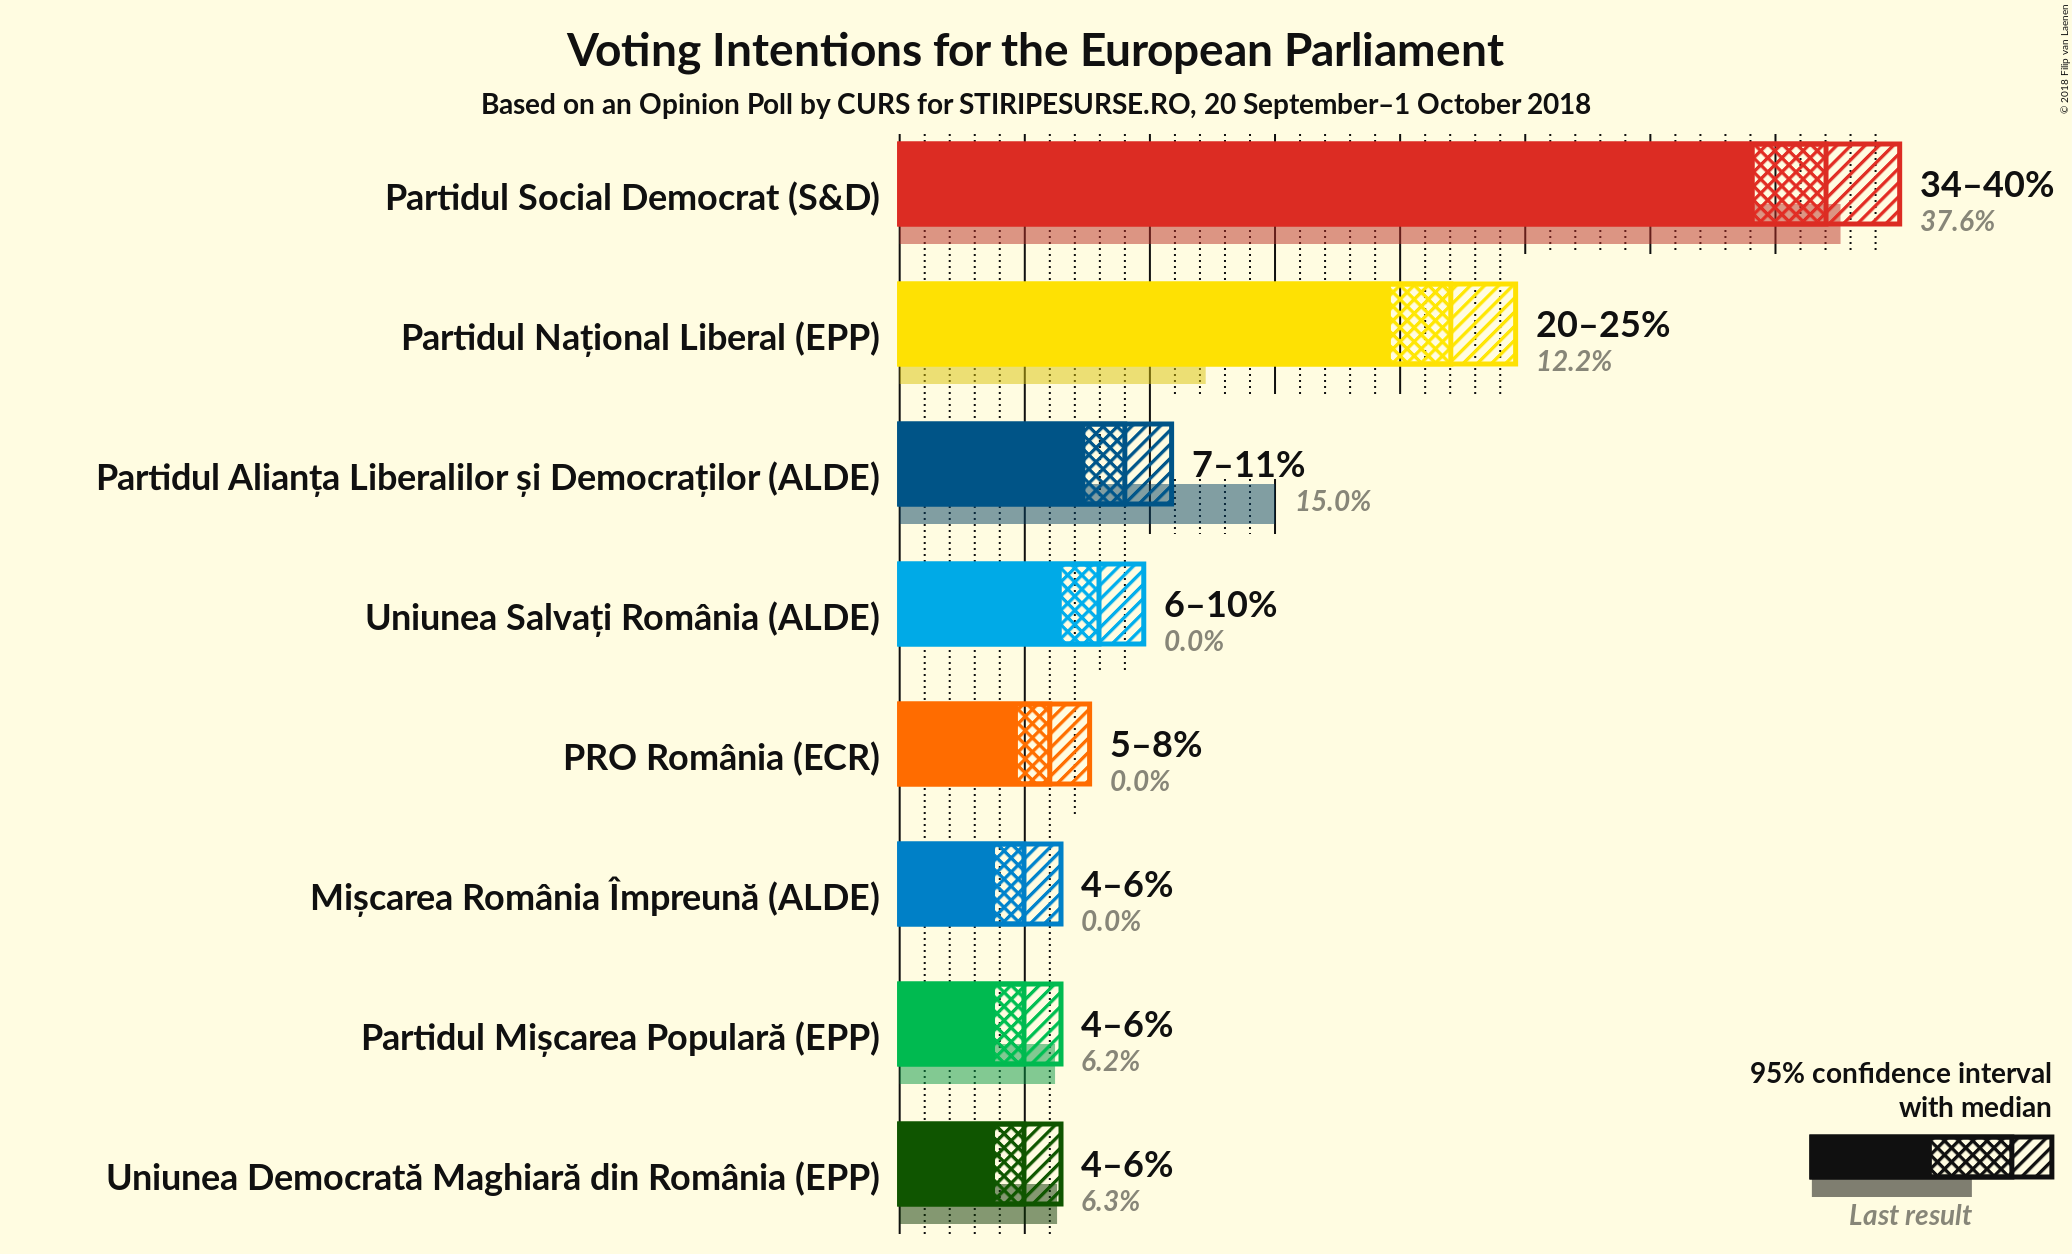 Voting Intentions for the European Parliament
Based on an Opinion Poll by CURS for STIRIPESURSE.RO, 20 September–1 October 2018
© 2018 Filip van Laenen
Partidul Social Democrat (S&D)
34–40%
37.6%
Partidul Național Liberal (EPP)
20–25%
12.2%
Partidul Alianța Liberalilor și Democraților (ALDE)
7–11%
15.0%
Uniunea Salvați România (ALDE)
6–10%
0.0%
PRO România (ECR)
5–8%
0.0%
Mișcarea România Împreună (ALDE)
4–6%
0.0%
Partidul Mișcarea Populară (EPP)
4–6%
6.2%
Uniunea Democrată Maghiară din România (EPP)
4–6%
6.3%
95% confidence interval
with median
Last result